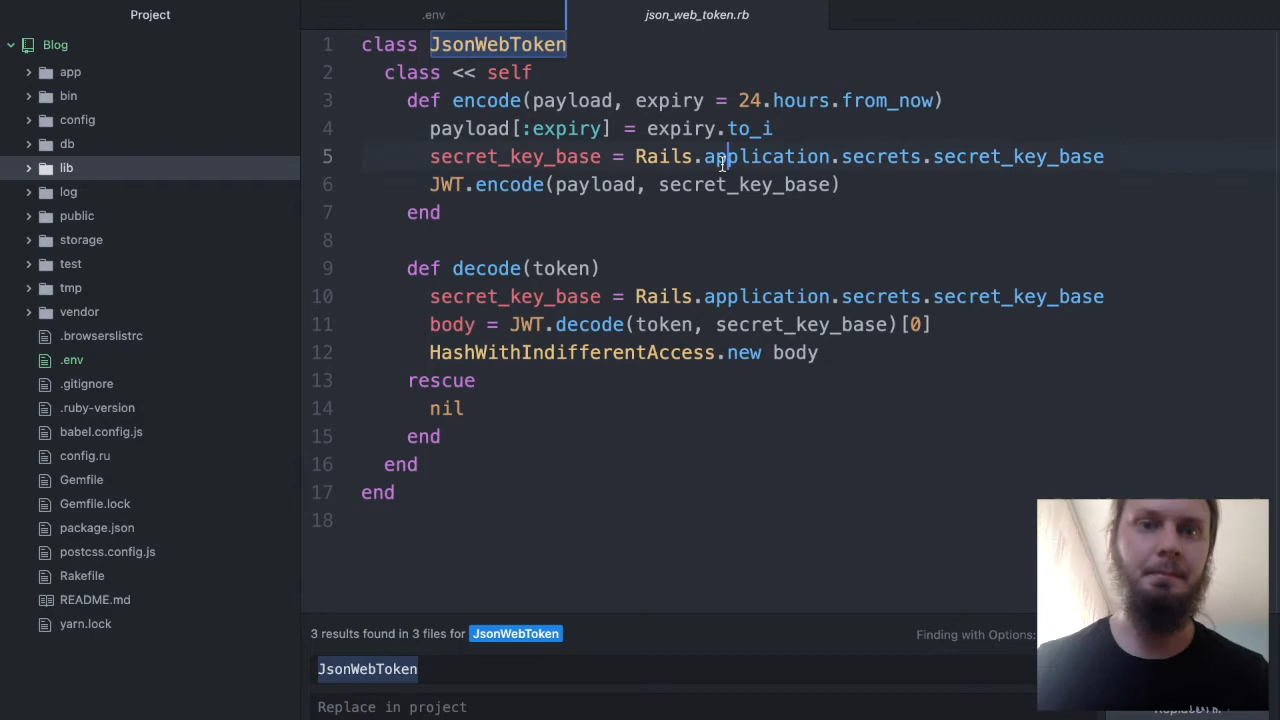 Project
.env
json_web_token.rb
Blog
app
bin
config
db
lib
log
public
storage
test
tmp
vendor
.browserslistrc
.env
.gitignore
.ruby-version
babel.config.js
config.ru
Gemfile
Gemfile.lock
package.json
postcss.config.js
Rakefile
README.md
yarn.lock
1 class JsonWebToken
2 class << self
3 def encode(payload, expiry = 24.hours.from_now)
4 payload[:expiry] = expiry.to_i
5 secret_key_base = Rails.application.secrets.secret_key_base
6 JWT.encode(payload, secret_key_base)
7 end
8
9 def decode(token)
10 secret_key_base = Rails.application.secrets.secret_key_base
11 body = JWT.decode(token, secret_key_base)[0]
12 HashWithIndifferentAccess.new body
13 rescue
14 nil
15 end
16 end
17 end
18
3 results found in 3 files for JsonWebToken
Finding with Options:
JsonWebToken
Replace in project